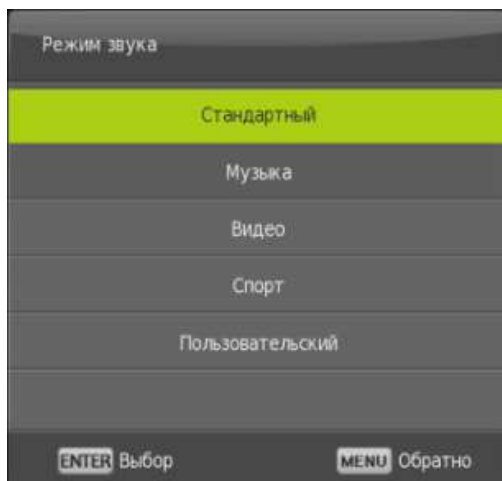 Режим звука
Стандартный
Музыка
Видео
Спорт
Пользовательский
ENTER Выбор MENU Обратно